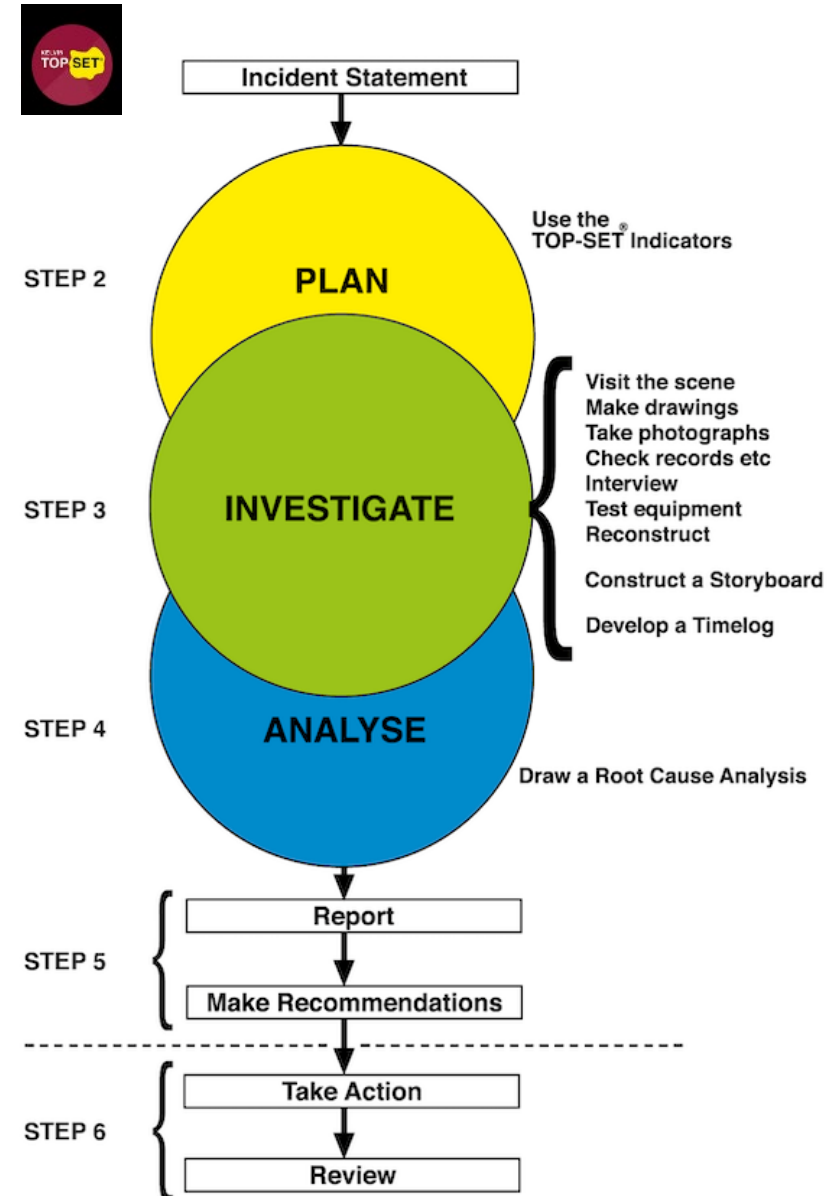 KELVIN
TOP SET
Incident Statement
Use the
TOP-SET® Indicators
STEP 2
PLAN
Visit the scene
Make drawings
Take photographs
Check records etc
Interview
STEP 3
INVESTIGATE
Test equipment
Reconstruct
Construct a Storyboard
Develop a Timelog
STEP 4
ANALYSE
Draw a Root Cause Analysis
Report
STEP 5
Make Recommendations
Take Action
STEP 6
Review